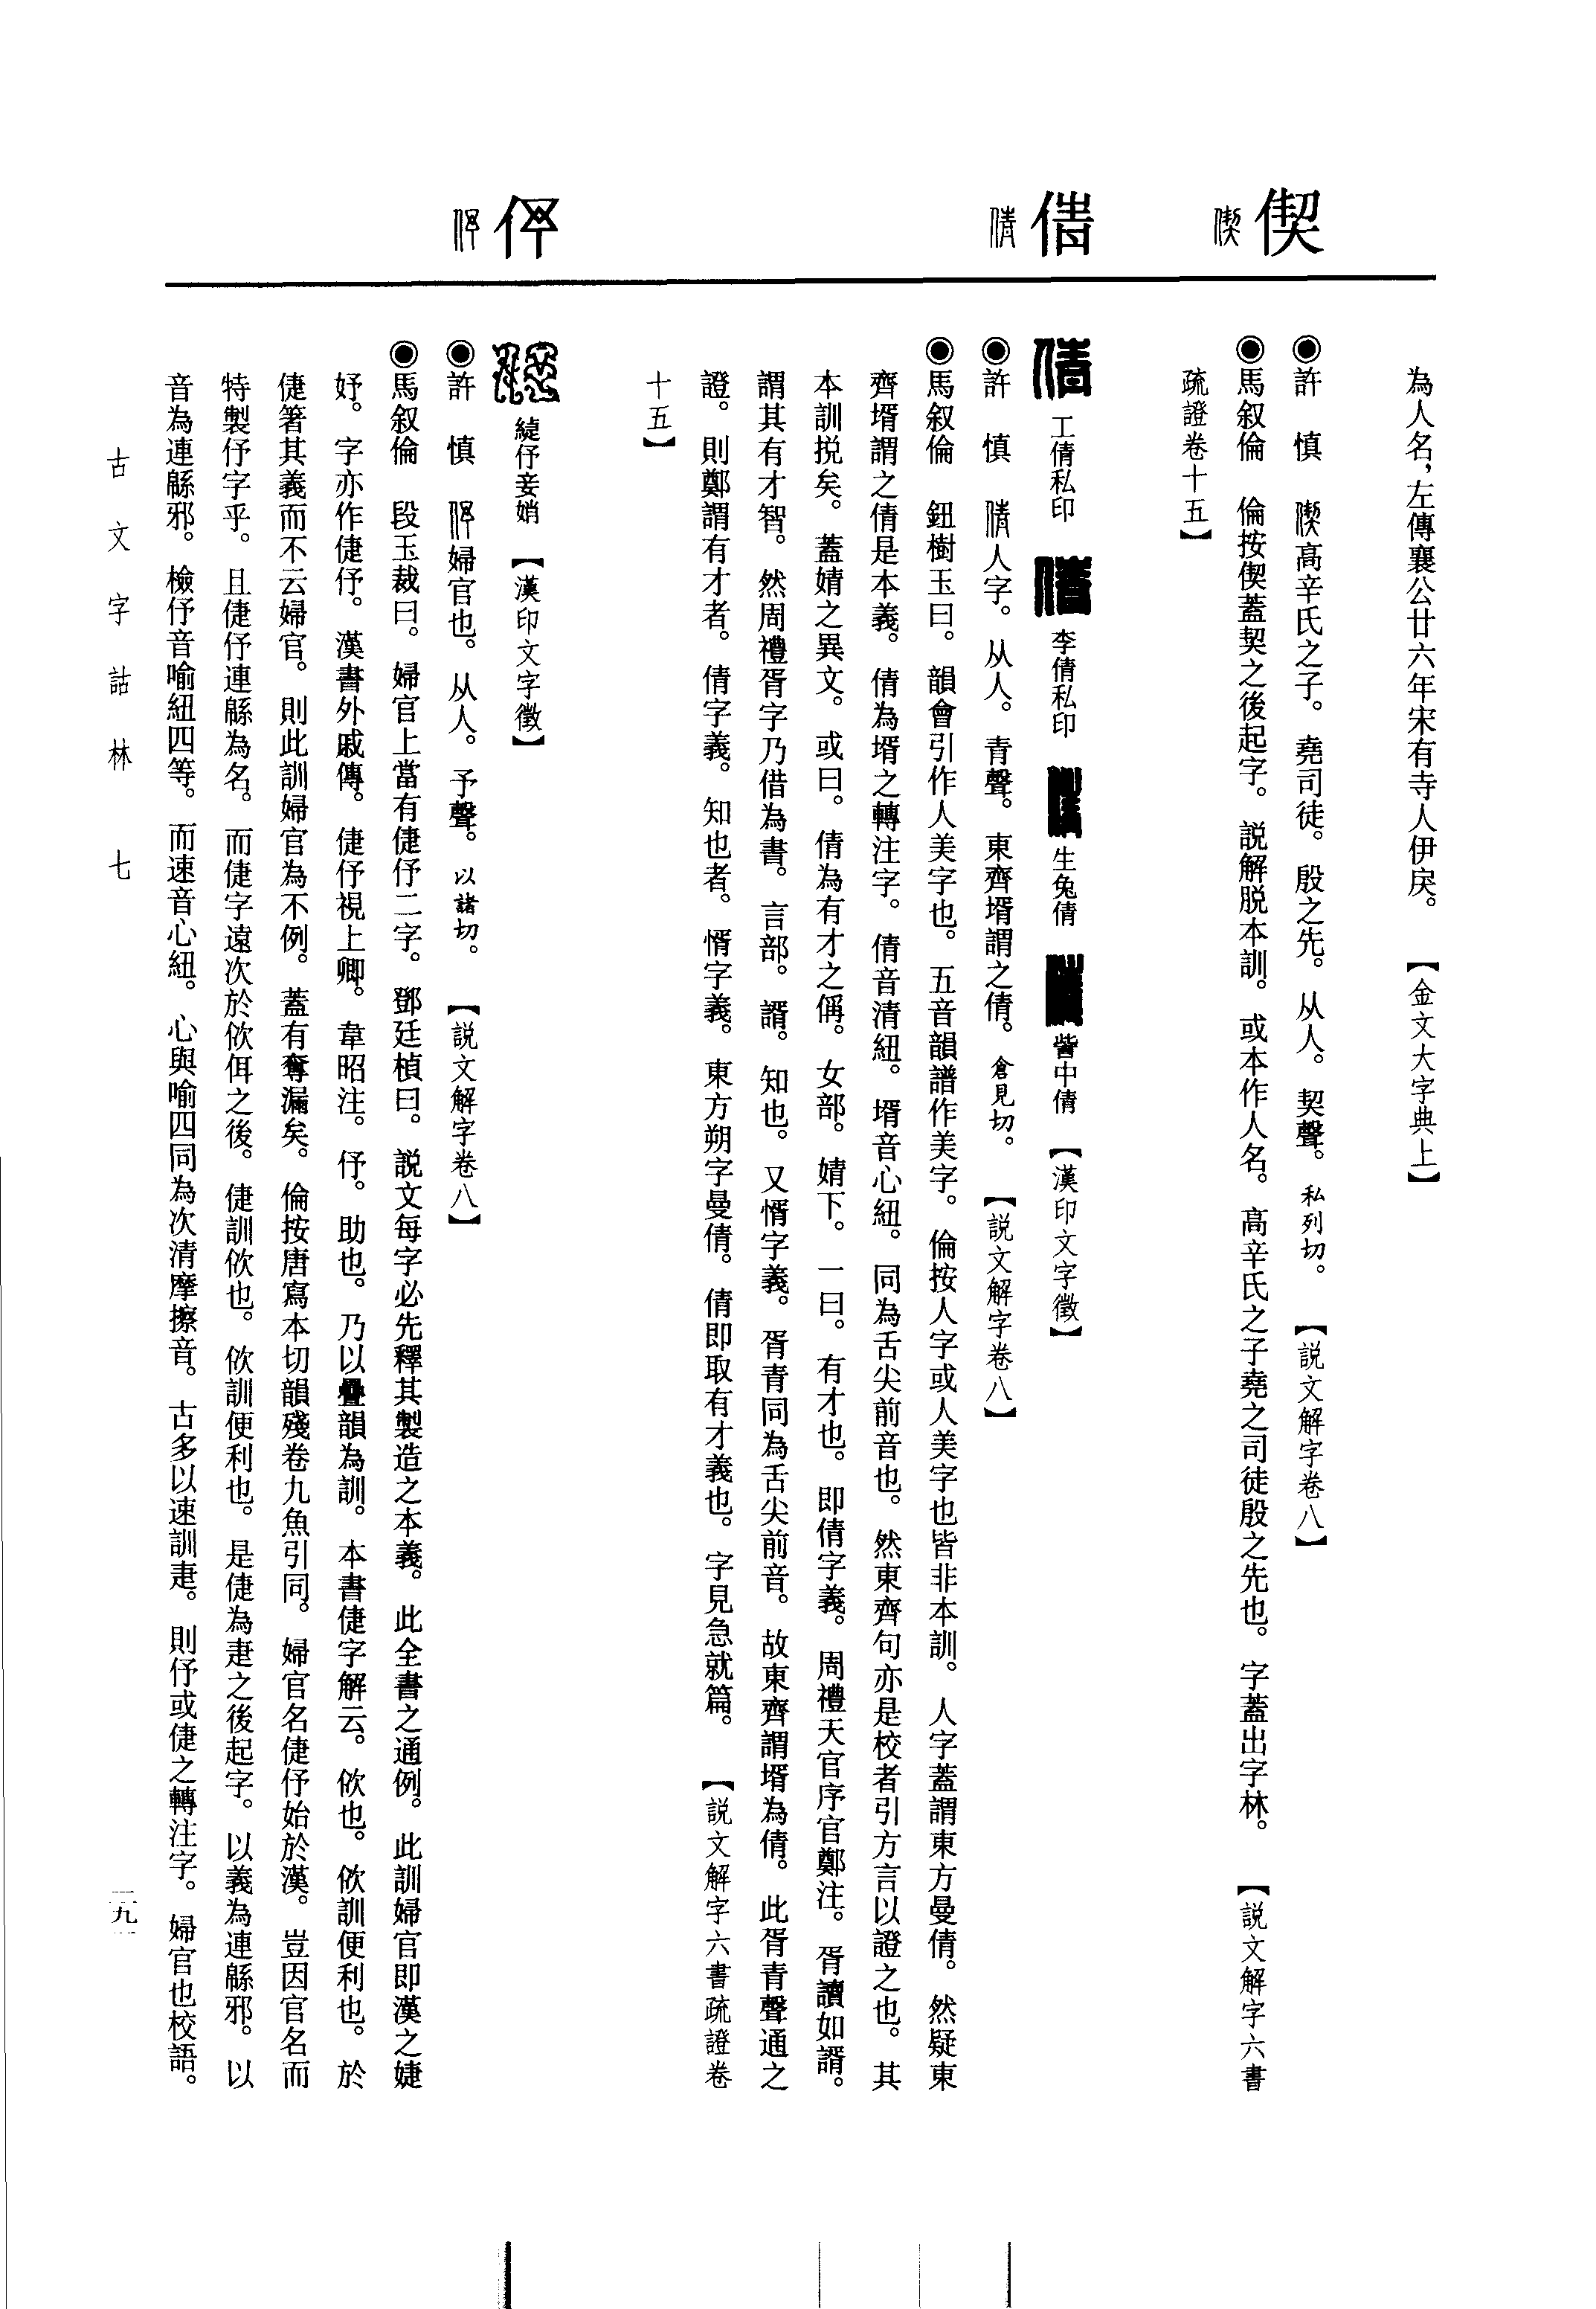 偰
為人名，左傳襄公廿六年宋有寺人伊戾。　【金文大字典上】
◉許　慎　偰高辛氏之子。堯司徒。殷之先。从人。契聲。私列切。　【説文解字卷八】
◉馬叙倫　倫按偰蓋契之後起字。説解脱本訓。或本作人名。高辛氏之子堯之司徒殷之先也。字蓋出字林。　【説文解字六書
疏證卷十五】
倩
工倩私印　李倩私印　生兔倩　訾中倩　【漢印文字徵】
◉許　慎　倩人字。从人。青聲。東齊壻謂之倩。倉見切。　【説文解字卷八】
◉馬叙倫　鈕樹玉曰。韻會引作人美字也。五音韻譜作美字。倫按人字或人美字也皆非本訓。人字蓋謂東方曼倩。然疑東
齊壻謂之倩是本義。倩為壻之轉注字。倩音清紐。壻音心紐。同為舌尖前音也。然東齊句亦是校者引方言以證之也。其
本訓挩矣。蓋婧之異文。或曰。倩為有才之偁。女部。婧下。一曰。有才也。即倩字義。周禮天官序官鄭注。胥讀如諝。
謂其有才智。然周禮胥字乃借為書。言部。諝。知也。又㥠字義。胥青同為舌尖前音。故東齊謂壻為倩。此胥青聲通之
證。則鄭謂有才者。倩字義。知也者。㥠字義。東方朔字曼倩。倩即取有才義也。字見急就篇。　【説文解字六書疏證卷
十五】
伃
緁伃妾娋　【漢印文字徵】
◉許　慎　伃婦官也。从人。予聲。以諸切。　【説文解字卷八】
◉馬叙倫　段玉裁曰。婦官上當有倢伃二字。鄧廷楨曰。説文每字必先釋其製造之本義。此全書之通例。此訓婦官即漢之婕
妤。字亦作倢伃。漢書外戚傳。倢伃視上卿。韋昭注。伃。助也。乃以疊韻為訓。本書倢字解云。佽也。佽訓便利也。於
倢箸其義而不云婦官。則此訓婦官為不例。蓋有奪漏矣。倫按唐寫本切韻殘卷九魚引同。婦官名倢伃始於漢。豈因官名而
特製伃字乎。且倢伃連緜為名。而倢字遠次於佽佴之後。倢訓佽也。佽訓便利也。是倢為疌之後起字。以義為連緜邪。以
音為連緜邪。檢伃音喻紐四等。而速音心紐。心與喻四同為次清摩擦音。古多以速訓疌。則伃或倢之轉注字。婦官也校語。
古文字詁林　七